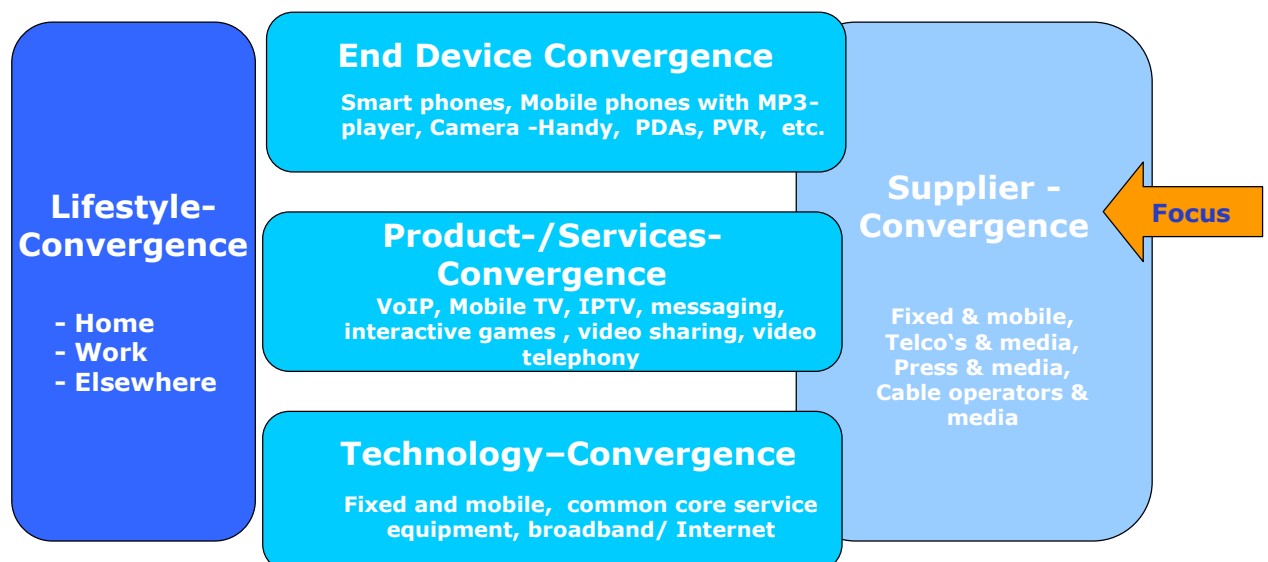 Lifestyle-
Convergence
- Home
- Work
- Elsewhere
End Device Convergence
Smart phones, Mobile phones with MP3-
player, Camera -Handy, PDAs, PVR, etc.
Product-/Services-
Convergence
VoIP, Mobile TV, IPTV, messaging,
interactive games , video sharing, video
telephony
Technology–Convergence
Fixed and mobile, common core service
equipment, broadband/ Internet
Supplier -
Convergence
Fixed & mobile,
Telco‘s & media,
Press & media,
Cable operators &
media
Focus